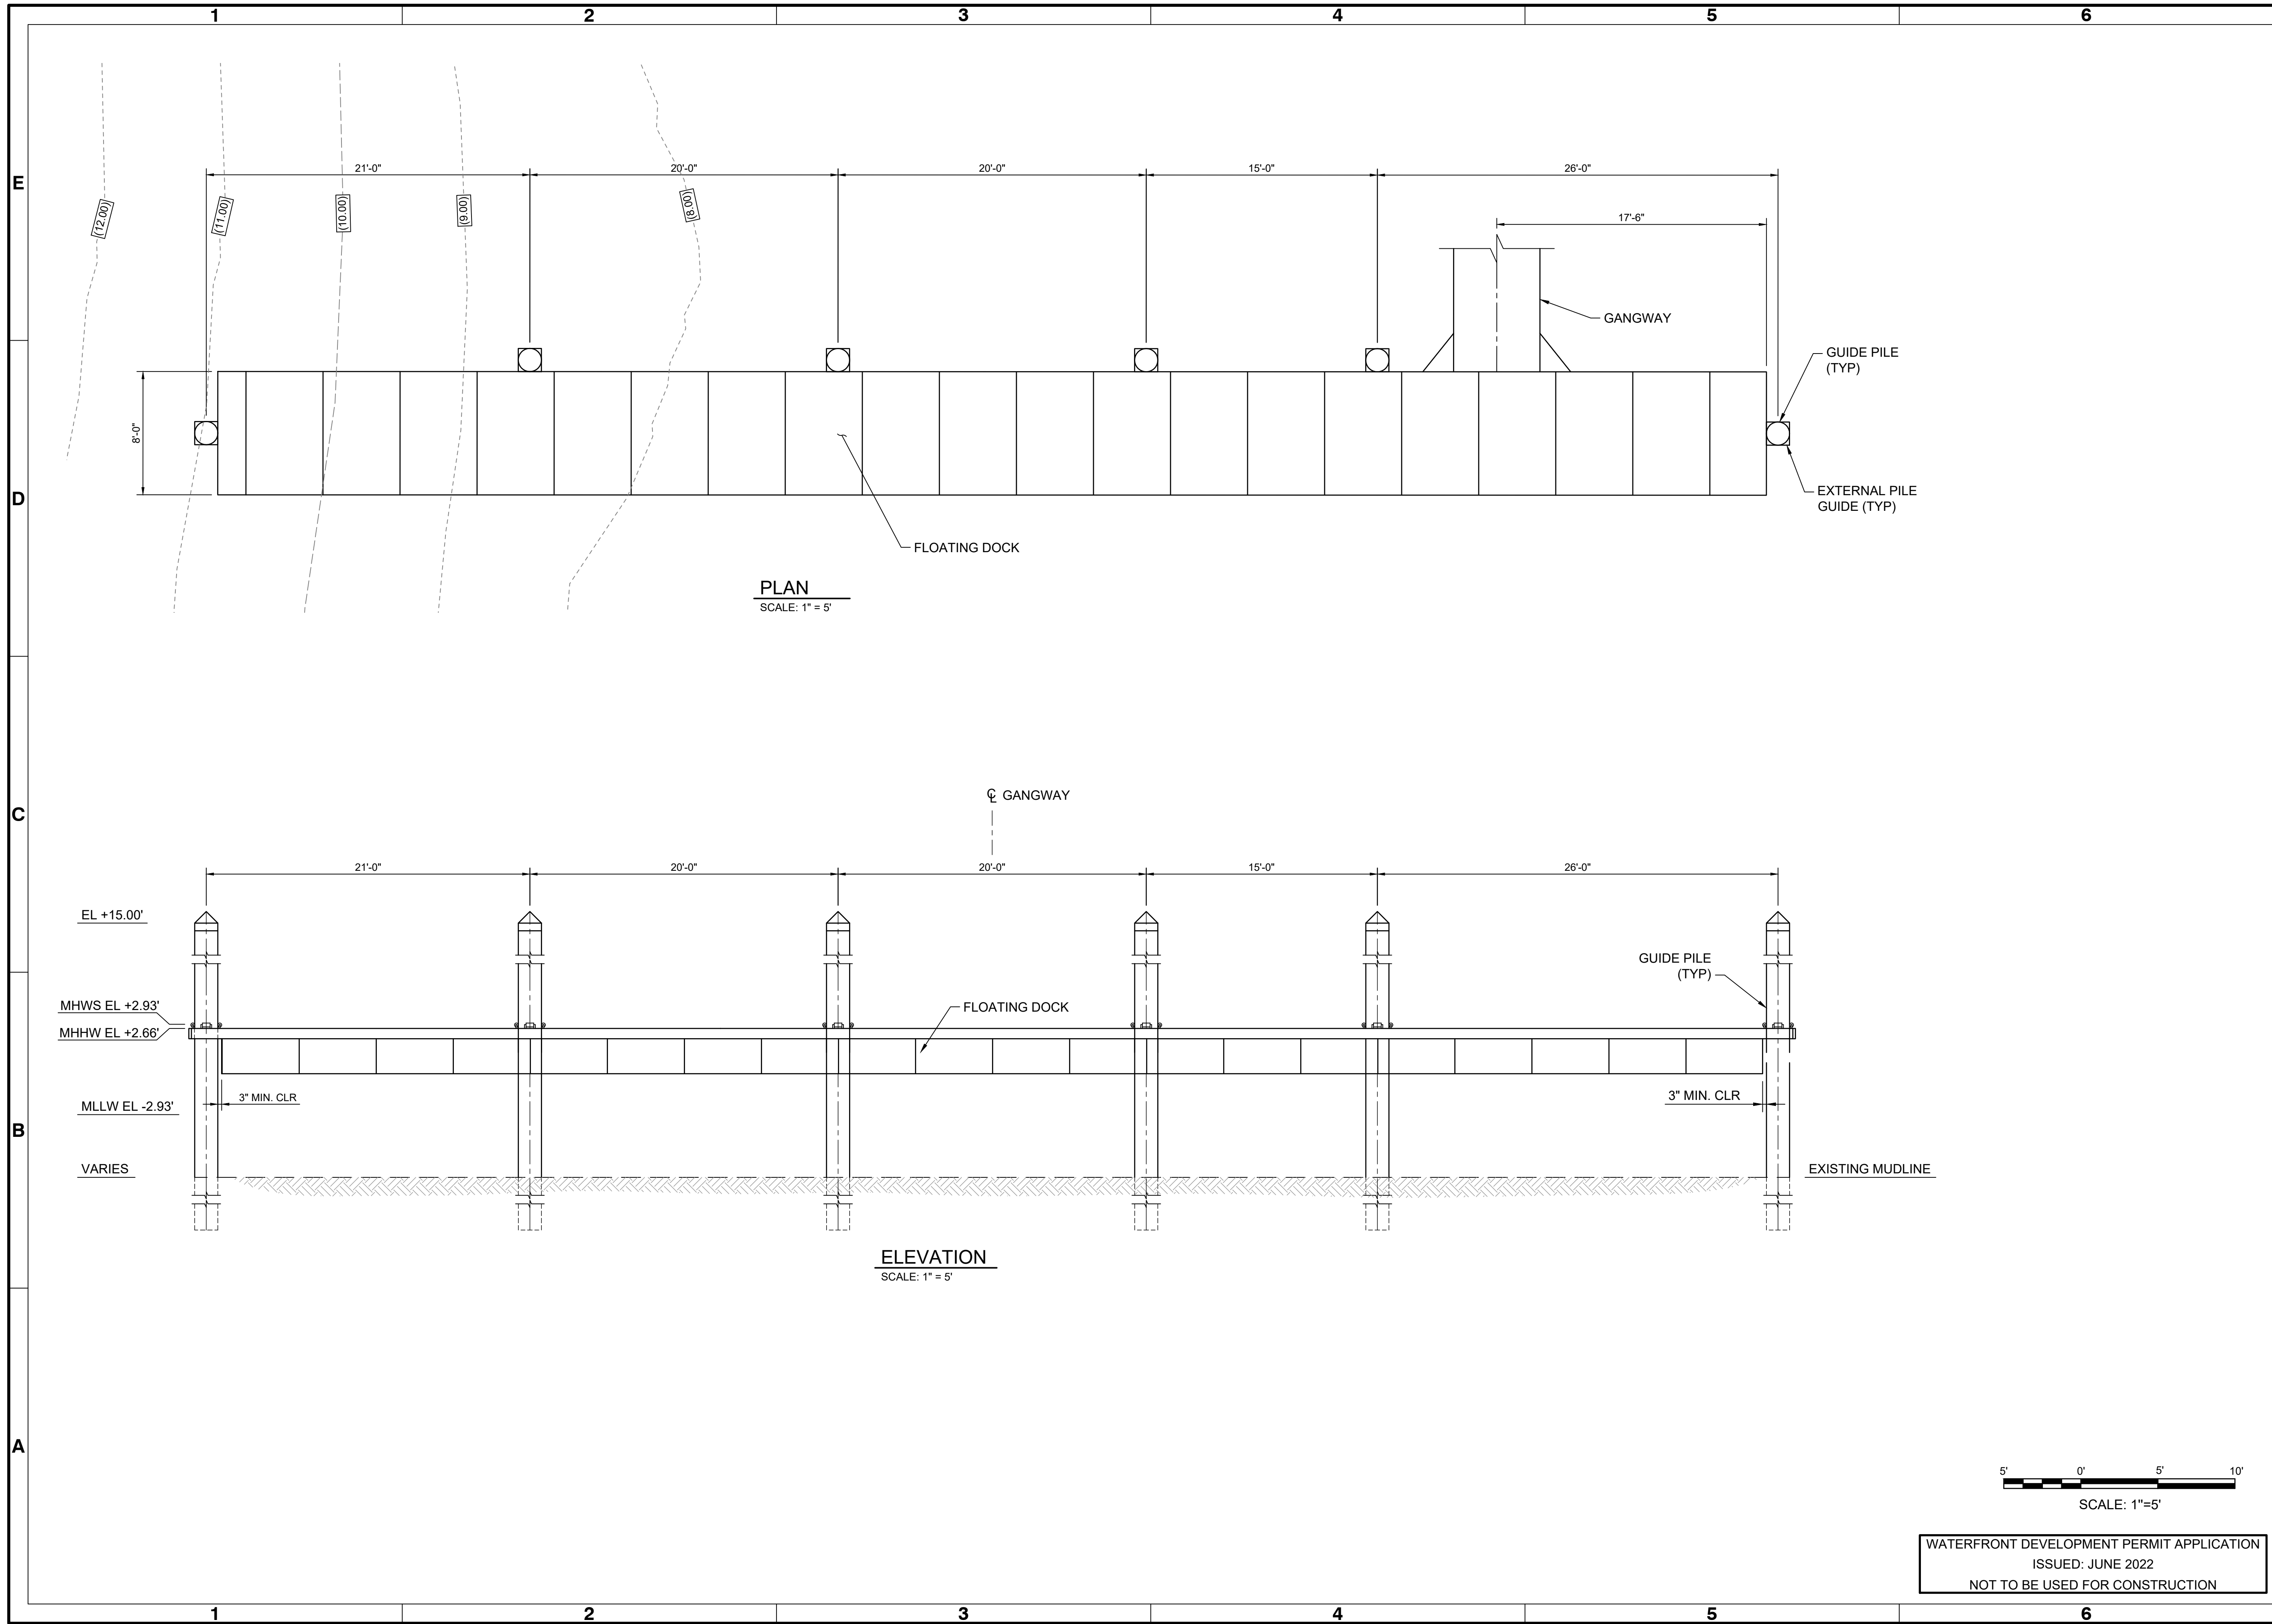 1 2 3 4 5 6
E
D
C
B
A
21'-0" 20'-0" 20'-0" 15'-0" 26'-0"
17'-6"
(12.00) (11.00) (10.00) (9.00) (8.00)
GANGWAY
GUIDE PILE
(TYP)
8'-0"
EXTERNAL PILE
GUIDE (TYP)
FLOATING DOCK
PLAN
SCALE: 1" = 5'
℄ GANGWAY
21'-0" 20'-0" 20'-0" 15'-0" 26'-0"
EL +15.00'
GUIDE PILE
(TYP)
MHWS EL +2.93'
FLOATING DOCK
MHHW EL +2.66'
3" MIN. CLR
3" MIN. CLR
MLLW EL -2.93'
VARIES
EXISTING MUDLINE
ELEVATION
SCALE: 1" = 5'
5' 0' 5' 10'
SCALE: 1"=5'
WATERFRONT DEVELOPMENT PERMIT APPLICATION
ISSUED: JUNE 2022
NOT TO BE USED FOR CONSTRUCTION
1 2 3 4 5 6